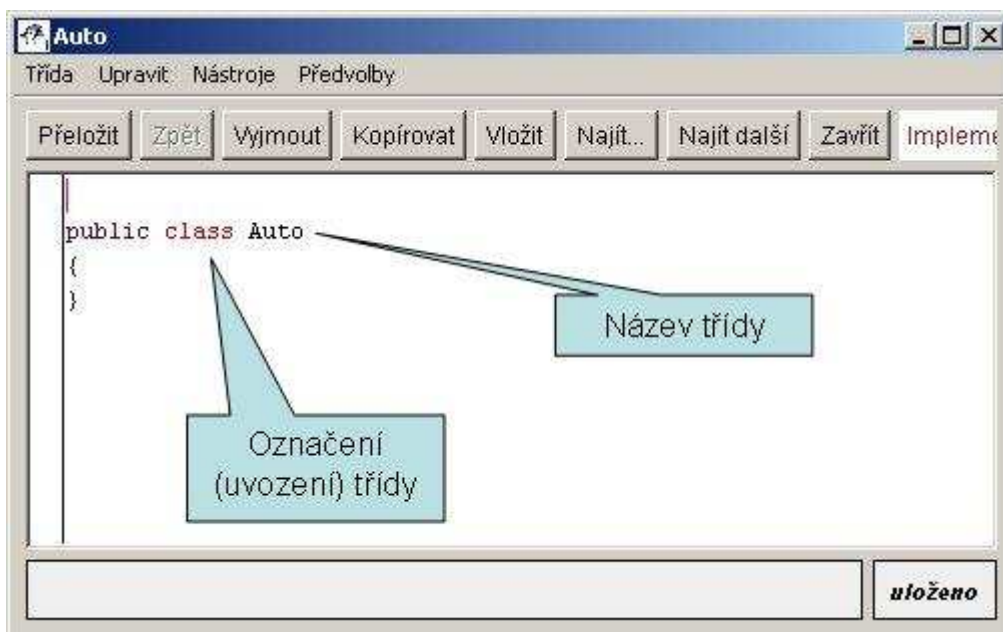 Auto
Třída Upravit Nástroje Předvolby
Přeložit Zpět Vyjmout Kopírovat Vložit Najít... Najít další Zavřít Impleme
public class Auto
{
}
Název třídy
Označení
(uvození) třídy
uloženo